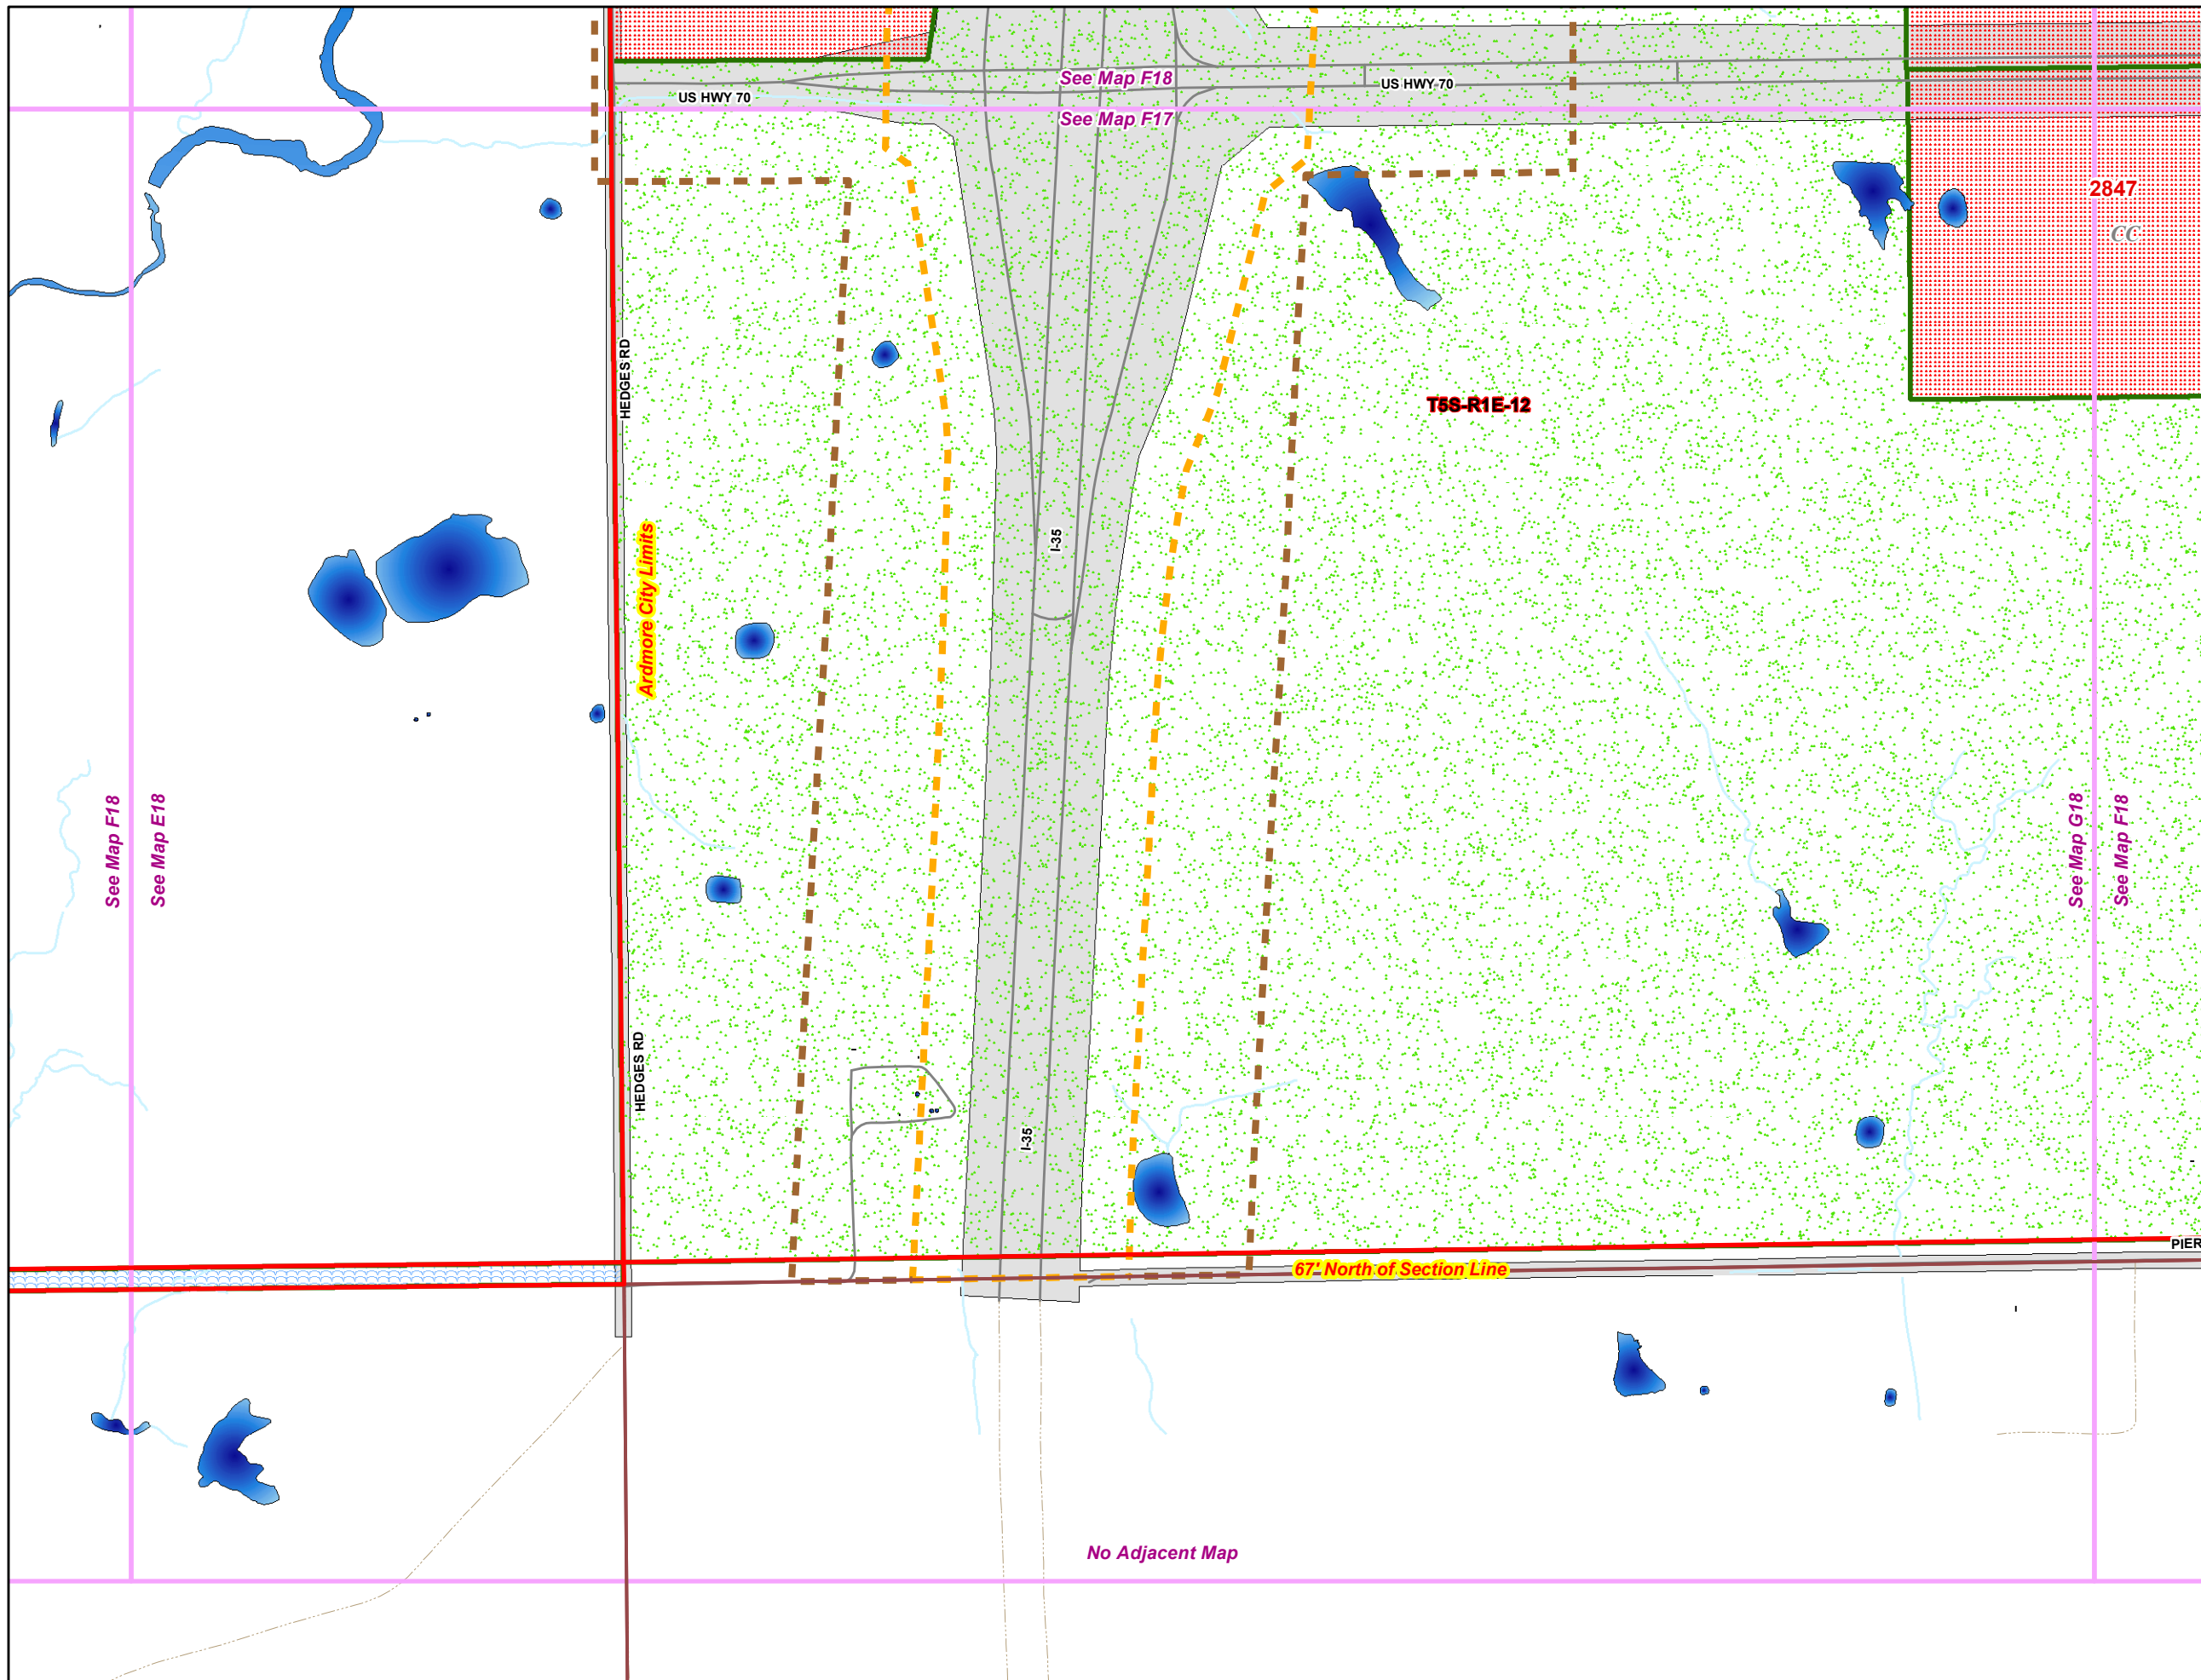 See Map F18
US HWY 70
US HWY 70
See Map F17
2847
CC
HEDGES RD
T5S-R1E-12
Ardmore City Limits
I-35
See Map F18
See Map E18
See Map G18
See Map F18
HEDGES RD
I-35
PIER
67' North of Section Line
No Adjacent Map